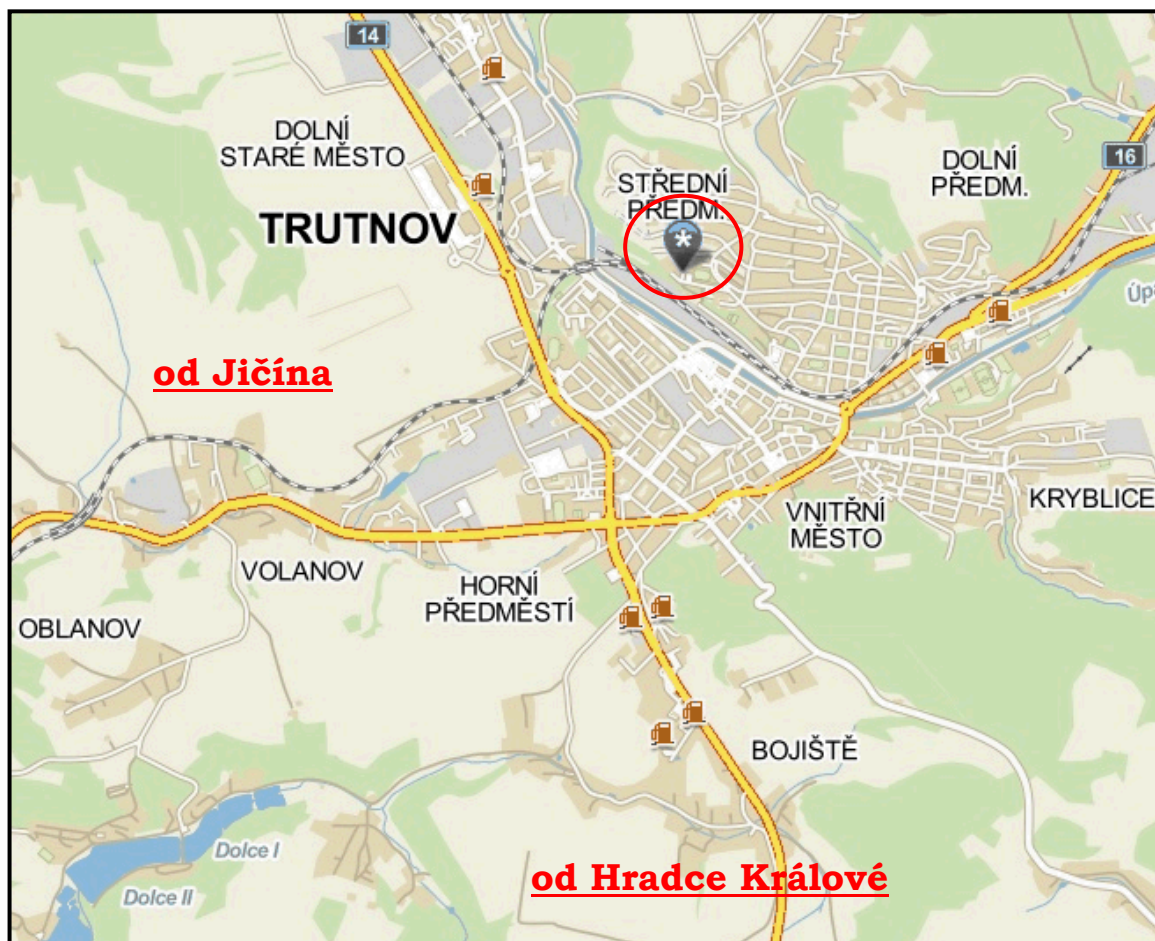 14
DOLNÍ
STARÉ MĚSTO
TRUTNOV
STŘEDNÍ
PŘEDM.
DOLNÍ
PŘEDM.
16
od Jičína
KRYBLICE
VNITŘNÍ
MĚSTO
VOLANOV
HORNÍ
PŘEDMĚSTÍ
OBLANOV
BOJIŠTĚ
Dolce I
Dolce II
od Hradce Králové